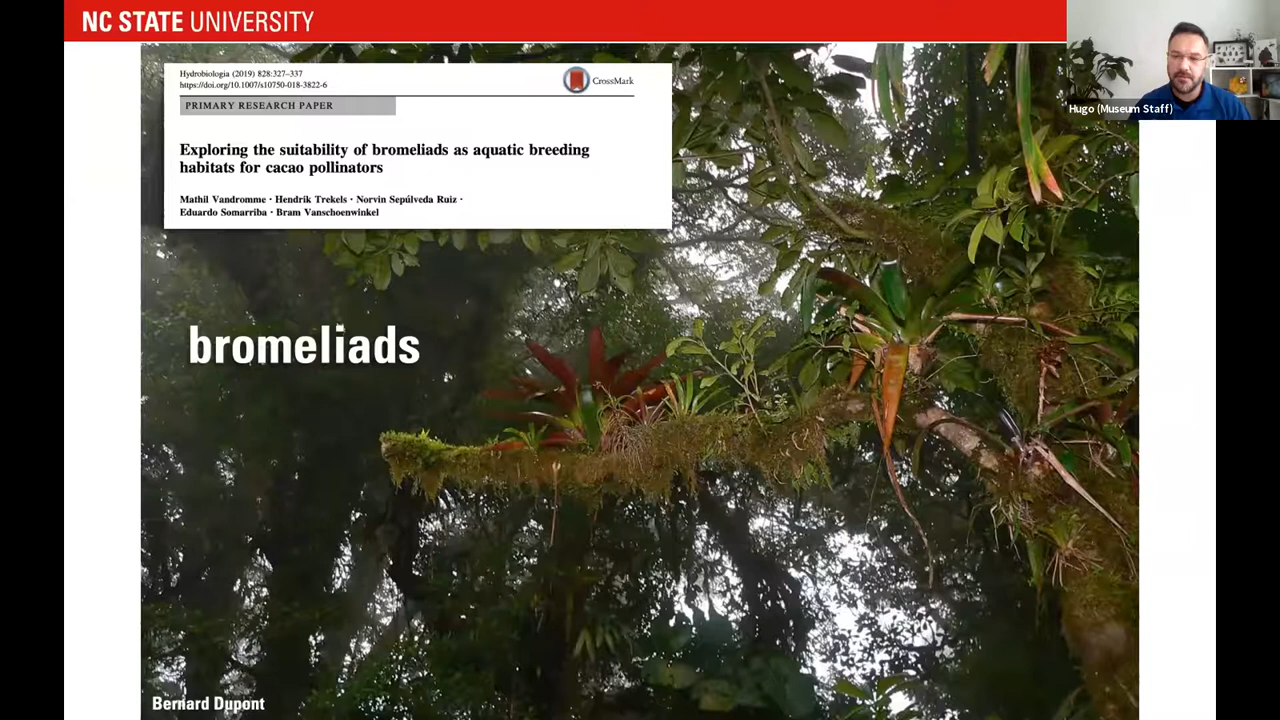 NC STATE UNIVERSITY
Hugo (Museum Staff)
Hydrobiologia (2019) 828:327–337
https://doi.org/10.1007/s10750-018-3822-6
CrossMark
PRIMARY RESEARCH PAPER
Exploring the suitability of bromeliads as aquatic breeding
habitats for cacao pollinators
Mathil Vandromme · Hendrik Trekels · Norvin Sepúlveda Ruiz ·
Eduardo Somarriba · Bram Vanschoenwinkel
bromeliads
Bernard Dupont